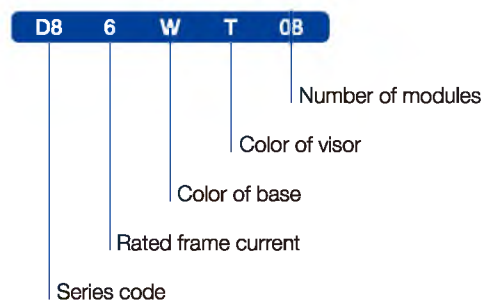 D8 6 W T 08
Number of modules
Color of visor
Color of base
Rated frame current
Series code